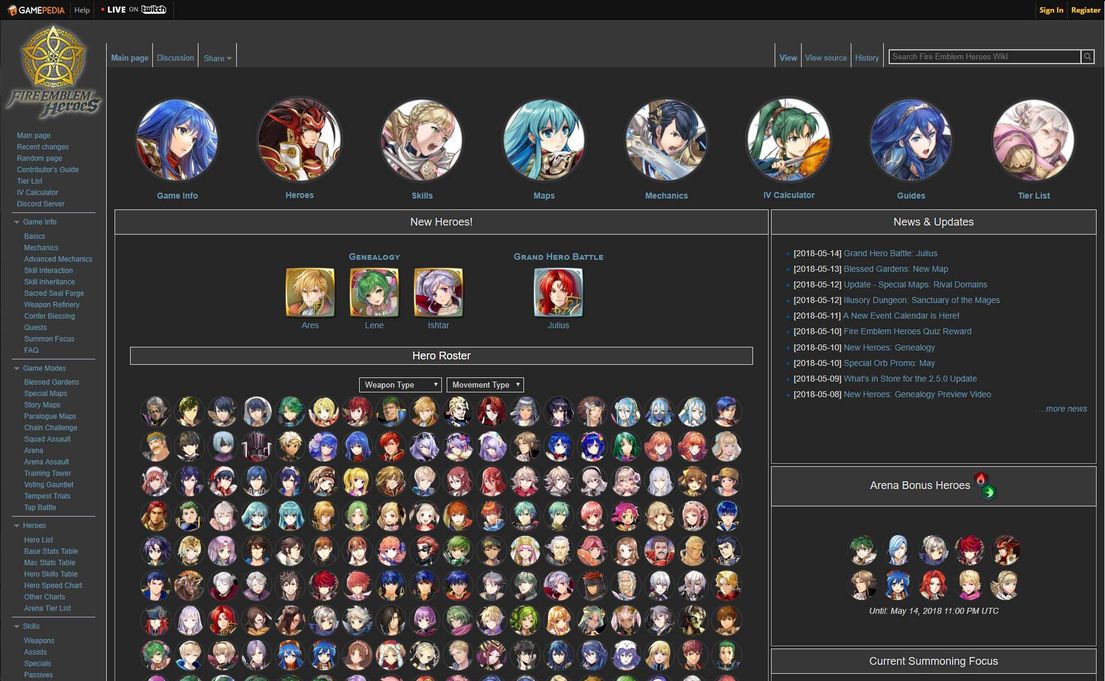 GAMEPEDIA
Help
LIVE ON twitch
Sign In
Register
FIRE EMBLEM
HEROES
Main page
Discussion
Share
View
View source
History
Search Fire Emblem Heroes Wiki
Main page
Recent changes
Random page
Contributor's Guide
Tier List
IV Calculator
Discord Server
Game Info
Basics
Mechanics
Advanced Mechanics
Skill Interaction
Skill Inheritance
Sacred Seal Forge
Weapon Refinery
Confer Blessing
Quests
Summon Focus
FAQ
Game Modes
Blessed Gardens
Special Maps
Story Maps
Paralogue Maps
Chain Challenge
Squad Assault
Arena
Arena Assault
Training Tower
Voting Gauntlet
Tempest Trials
Tap Battle
Heroes
Hero List
Base Stats Table
Max Stats Table
Hero Skills Table
Hero Speed Chart
Other Charts
Arena Tier List
Skills
Weapons
Assists
Specials
Passives
Game Info
Heroes
Skills
Maps
Mechanics
IV Calculator
Guides
Tier List
New Heroes!
GENEALOGY
GRAND HERO BATTLE
Ares
Lene
Ishtar
Julius
Hero Roster
Weapon Type
Movement Type
News & Updates
[2018-05-14] Grand Hero Battle: Julius
[2018-05-13] Blessed Gardens: New Map
[2018-05-12] Update - Special Maps: Rival Domains
[2018-05-12] Illusory Dungeon: Sanctuary of the Mages
[2018-05-11] A New Event Calendar is Here!
[2018-05-10] Fire Emblem Heroes Quiz Reward
[2018-05-10] New Heroes: Genealogy
[2018-05-10] Special Orb Promo: May
[2018-05-09] What's in Store for the 2.5.0 Update
[2018-05-08] New Heroes: Genealogy Preview Video
...more news
Arena Bonus Heroes
Until: May 14, 2018 11:00 PM UTC
Current Summoning Focus